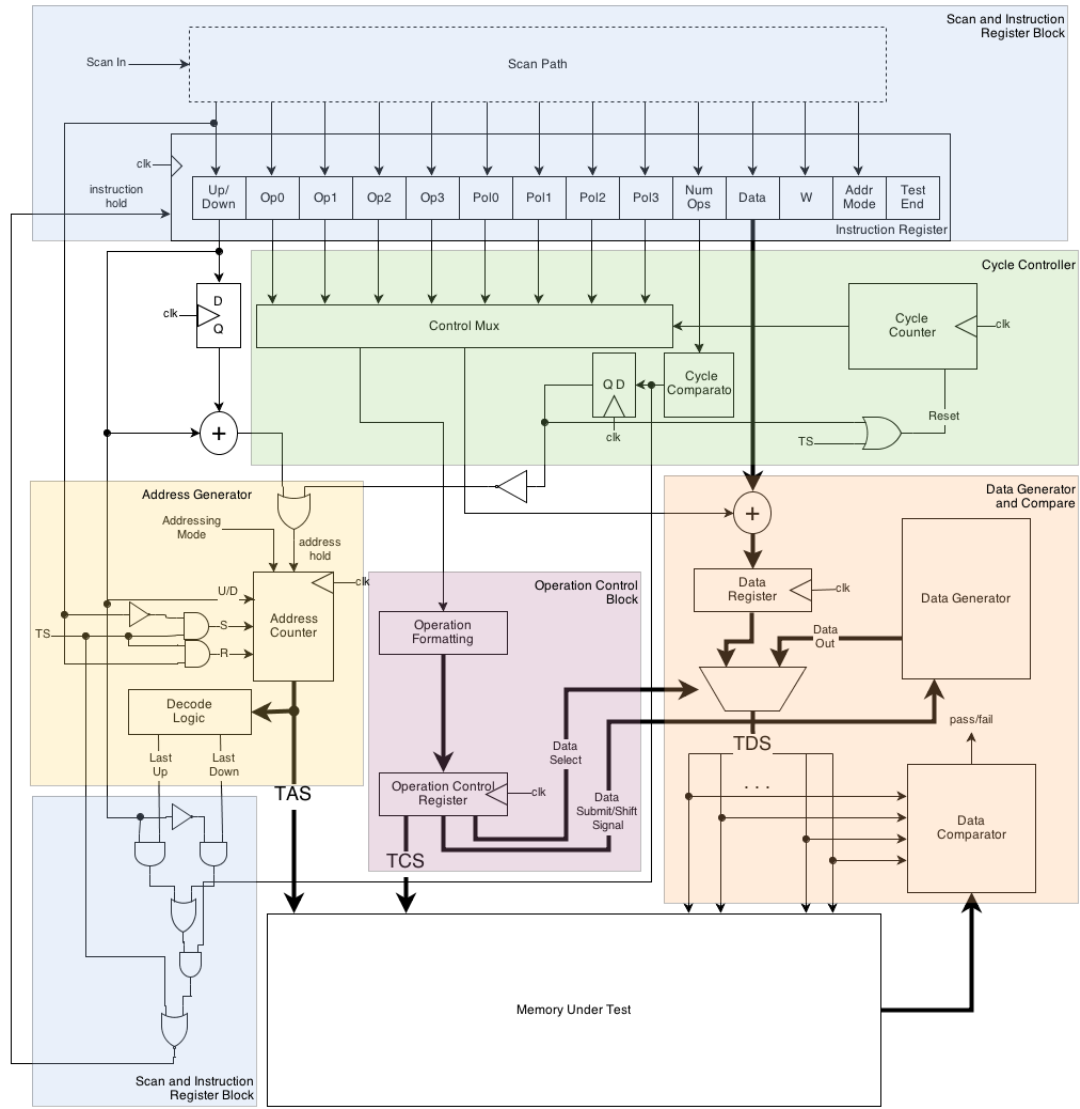 Scan and Instruction
Register Block
Scan In
Scan Path
clk
instruction
hold
Up/
Down
Op0
Op1
Op2
Op3
Pol0
Pol1
Pol2
Pol3
Num
Ops
Data
W
Addr
Mode
Test
End
Instruction Register
Cycle Controller
D
Q
clk
Control Mux
Cycle
Counter
clk
Q D
clk
Cycle
Comparato
Reset
TS
+
Address Generator
Addressing
Mode
address
hold
clk
U/D
S
R
TS
Address
Counter
Decode
Logic
Last
Up
Last
Down
TAS
Operation Control
Block
Operation
Formatting
Operation Control
Register
clk
Data
Select
Data
Submit/Shift
Signal
TCS
Data Generator
and Compare
+
Data
Register
clk
Data Generator
Data
Out
TDS
pass/fail
. . .
Data
Comparator
Memory Under Test
Scan and Instruction
Register Block